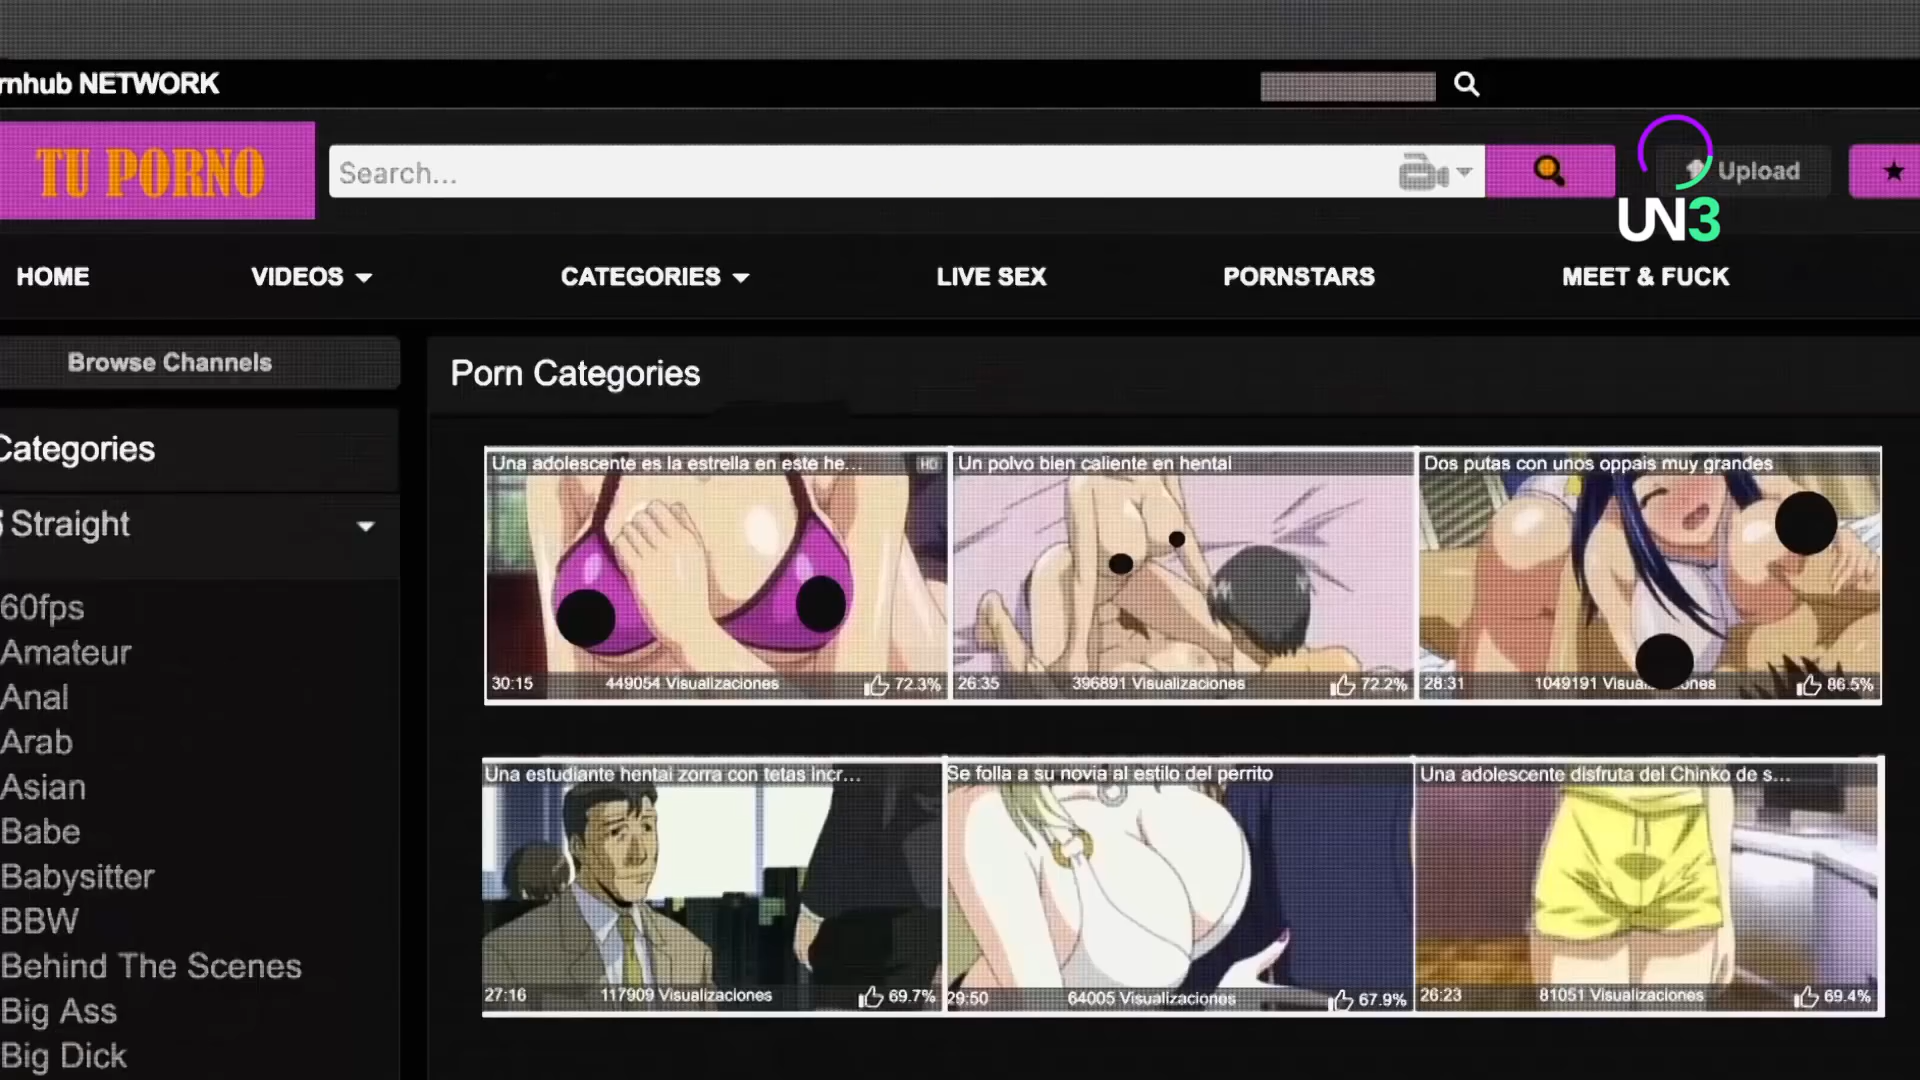 rnhub NETWORK
TU PORNO
Search...
Upload
UN3
HOME
VIDEOS
CATEGORIES
LIVE SEX
PORNSTARS
MEET & FUCK
Browse Channels
Porn Categories
Categories
Straight
60fps
Amateur
Anal
Arab
Asian
Babe
Babysitter
BBW
Behind The Scenes
Big Ass
Big Dick
Una adolescente es la estrella en este he...
HD
30:15
449054 Visualizaciones
72.3%
Un polvo bien caliente en hentai
26:35
396891 Visualizaciones
72.2%
Dos putas con unos oppais muy grandes
28:31
1049191
86.5%
Una estudiante hentai zorra con tetas incr...
27:16
117909 Visualizaciones
69.7%
Se folla a su novia al estilo del perrito
29:50
64005 Visualizaciones
67.9%
Una adolescente disfruta del Chinko de s...
26:23
81051 Visualizaciones
69.4%